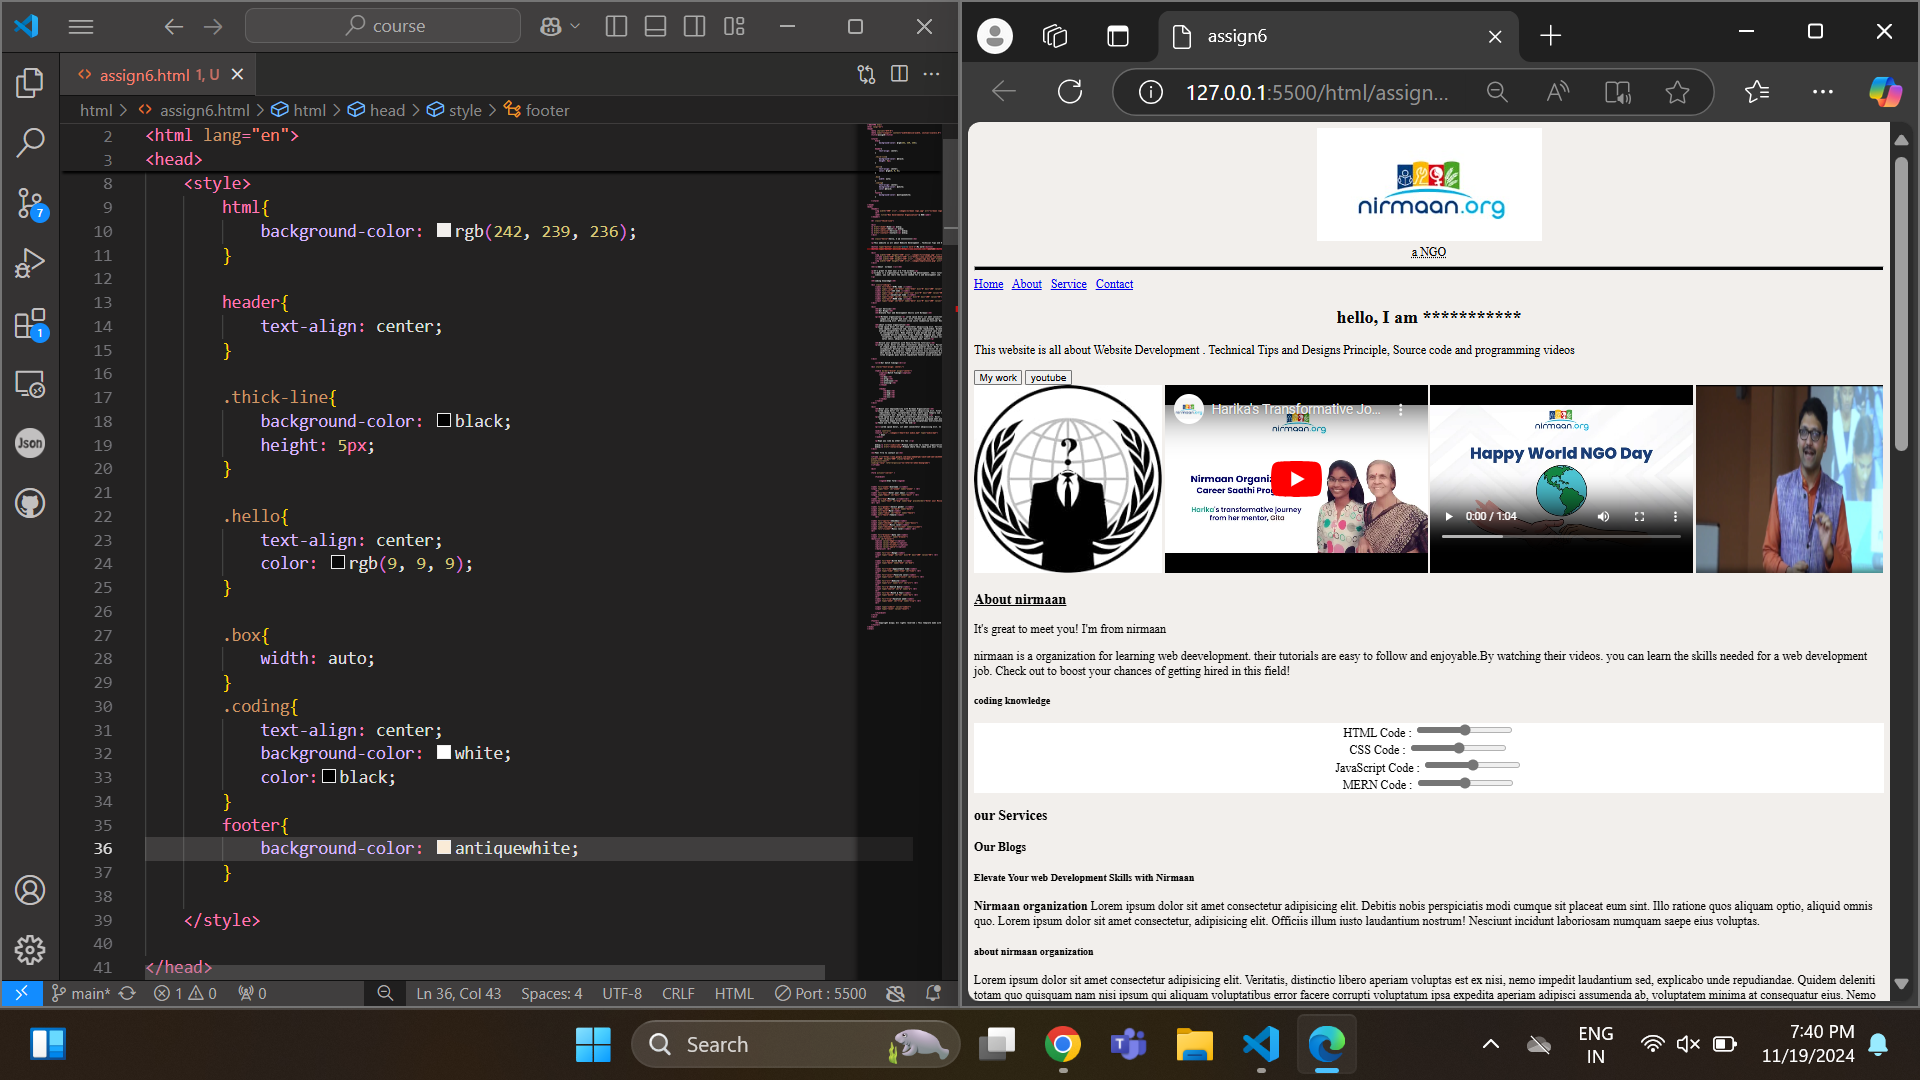 course
assign6.html 1, U
html > assign6.html > html > head > style > footer
2 <html lang="en">
3 <head>
8 <style>
9 html{
10 background-color: rgb(242, 239, 236);
11 }
12
13 header{
14 text-align: center;
15 }
16
17 .thick-line{
18 background-color: black;
19 height: 5px;
20 }
21
22 .hello{
23 text-align: center;
24 color: rgb(9, 9, 9);
25 }
26
27 .box{
28 width: auto;
29 }
30 .coding{
31 text-align: center;
32 background-color: white;
33 color: black;
34 }
35 footer{
36 background-color: antiquewhite;
37 }
38
39 </style>
40
41 </head>
7
1
Json
main* 1 0 0 Ln 36, Col 43 Spaces: 4 UTF-8 CRLF HTML Port : 5500
assign6
127.0.0.1:5500/html/assign...
nirmaan.org
a NGO
Home About Service Contact
hello, I am ***********
This website is all about Website Development . Technical Tips and Designs Principle, Source code and programming videos
My work youtube
?
Harika's Transformative Jo...
nirmaan.org
Nirmaan Organiz
Career Saathi Pro
Harika's transformative journey
from her mentor, Gita
nirmaan.org
Happy World NGO Day
0:00 / 1:04
About nirmaan
It's great to meet you! I'm from nirmaan
nirmaan is a organization for learning web deevelopment. their tutorials are easy to follow and enjoyable.By watching their videos. you can learn the skills needed for a web development
job. Check out to boost your chances of getting hired in this field!
coding knowledge
HTML Code :
CSS Code :
JavaScript Code :
MERN Code :
our Services
Our Blogs
Elevate Your web Development Skills with Nirmaan
Nirmaan organization Lorem ipsum dolor sit amet consectetur adipisicing elit. Debitis nobis perspiciatis modi cumque sit placeat eum sint. Illo ratione quos aliquam optio, aliquid omnis
quo. Lorem ipsum dolor sit amet consectetur, adipisicing elit. Officiis illum iusto laudantium nostrum! Nesciunt incidunt laboriosam numquam saepe eius voluptas.
about nirmaan organization
Lorem ipsum dolor sit amet consectetur adipisicing elit. Veritatis, distinctio libero aperiam voluptas est ex nisi, nemo impedit laudantium sed, explicabo unde repudiandae. Quidem deleniti
totam quo quisquam nam nisi ipsum qui aliquam voluptatibus error facere corrupti voluptatum ipsa expedita aperiam adipisci assumenda ab, voluptatem minima at consequatur eius. Nemo
Search
ENG
IN
7:40 PM
11/19/2024